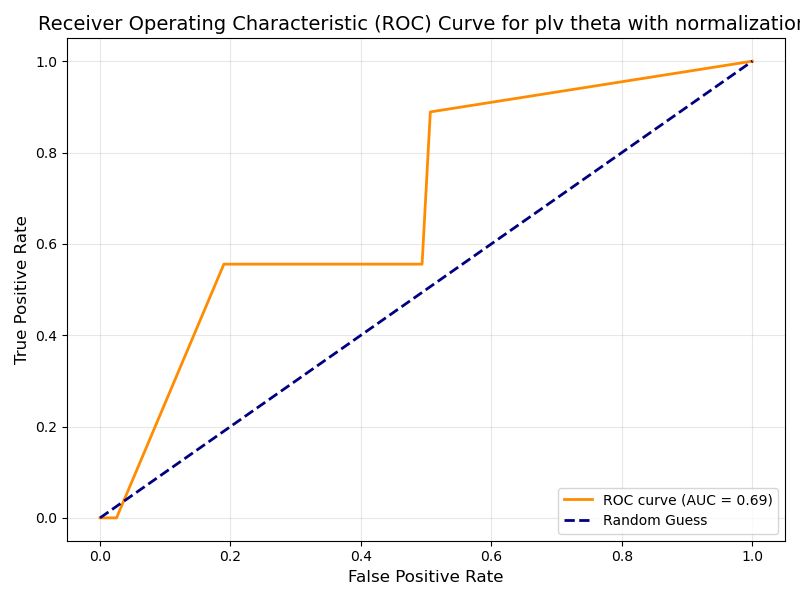 Receiver Operating Characteristic (ROC) Curve for plv theta with normalization
True Positive Rate
1.0
0.8
0.6
0.4
0.2
0.0
0.0 0.2 0.4 0.6 0.8 1.0
False Positive Rate
ROC curve (AUC = 0.69)
Random Guess